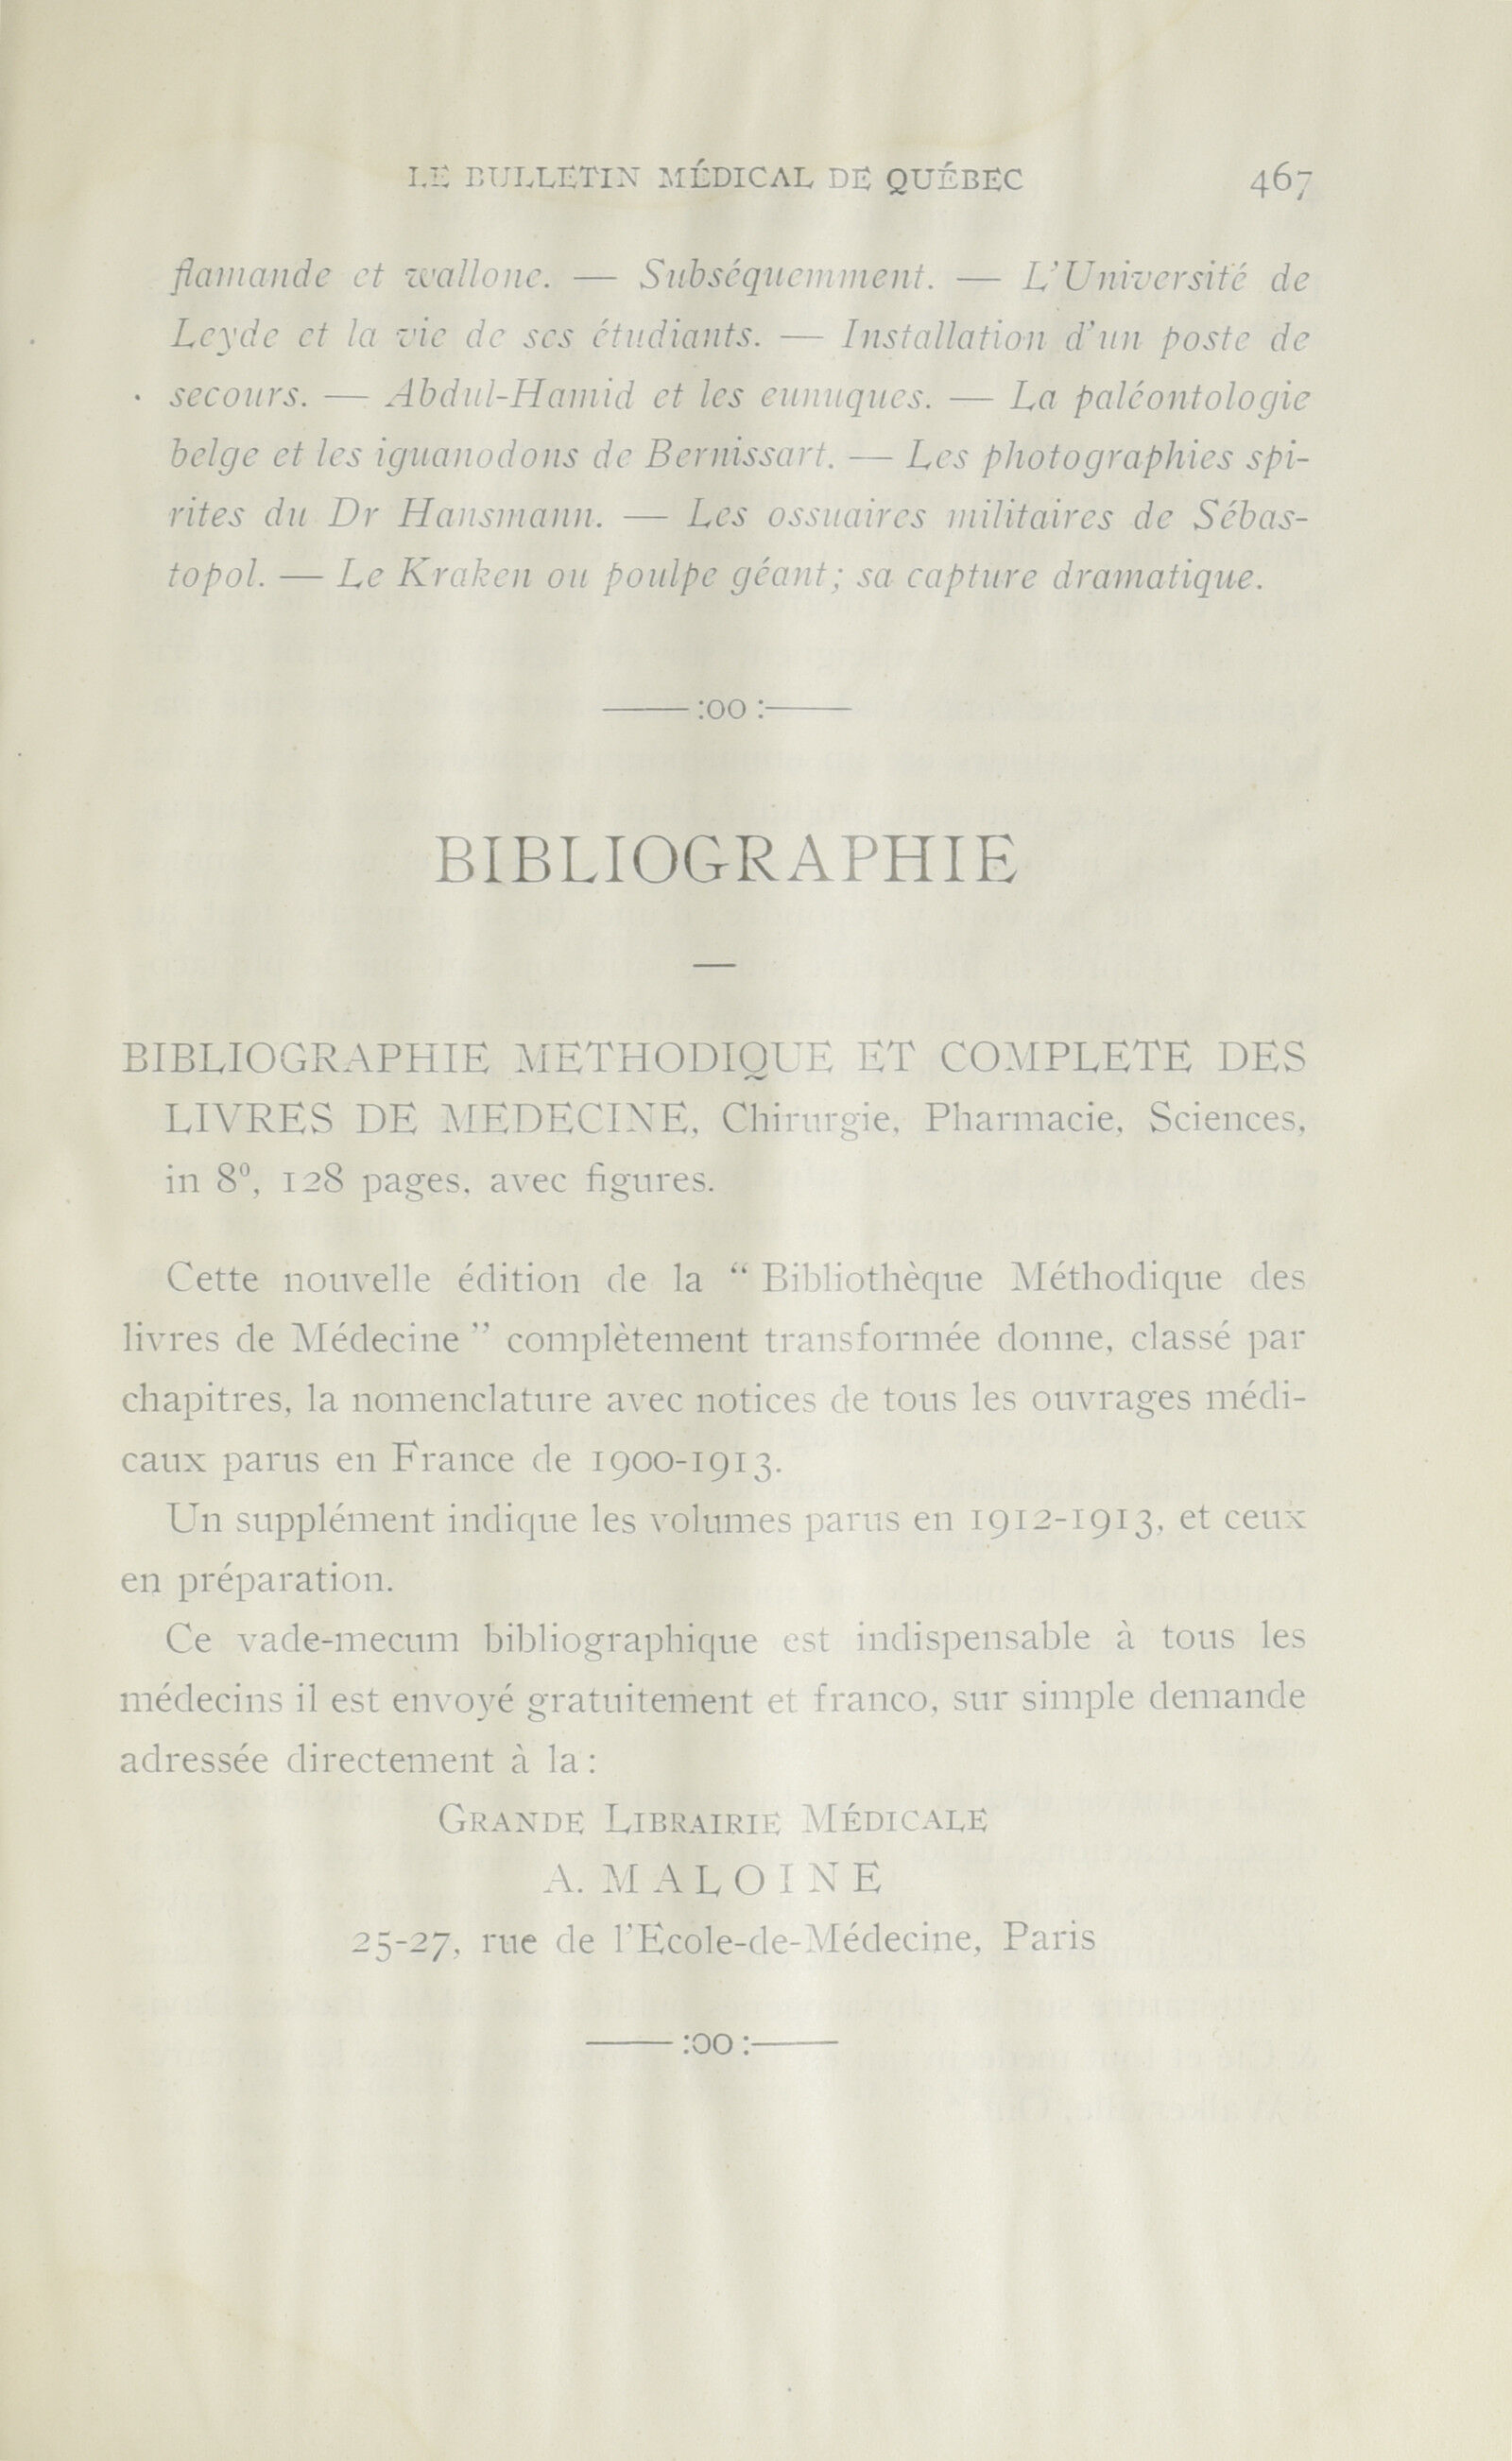 LE BULLETIN MÉDICAL DE QUÉBEC 467
flamande et wallone. — Subséquemment. — L'Université de
Leyde et la vie de ses étudiants. — Installation d'un poste de
secours. — Abdul-Hamid et les eunuques. — La paléontologie
belge et les iguanodons de Bernissart. — Les photographies spi-
rites du Dr Hansmann. — Les ossuaires militaires de Sébas-
topol. — Le Kraken ou poulpe géant; sa capture dramatique.
——:oo:——
BIBLIOGRAPHIE
—
BIBLIOGRAPHIE METHODIQUE ET COMPLETE DES
LIVRES DE MEDECINE, Chirurgie, Pharmacie, Sciences,
in 8⁰, 128 pages, avec figures.
Cette nouvelle édition de la “ Bibliothèque Méthodique des
livres de Médecine ” complètement transformée donne, classé par
chapitres, la nomenclature avec notices de tous les ouvrages médi-
caux parus en France de 1900-1913.
Un supplément indique les volumes parus en 1912-1913, et ceux
en préparation.
Ce vade-mecum bibliographique est indispensable à tous les
médecins il est envoyé gratuitement et franco, sur simple demande
adressée directement à la :
GRANDE LIBRAIRIE MÉDICALE
A. MALOINE
25-27, rue de l'Ecole-de-Médecine, Paris
——:oo:——